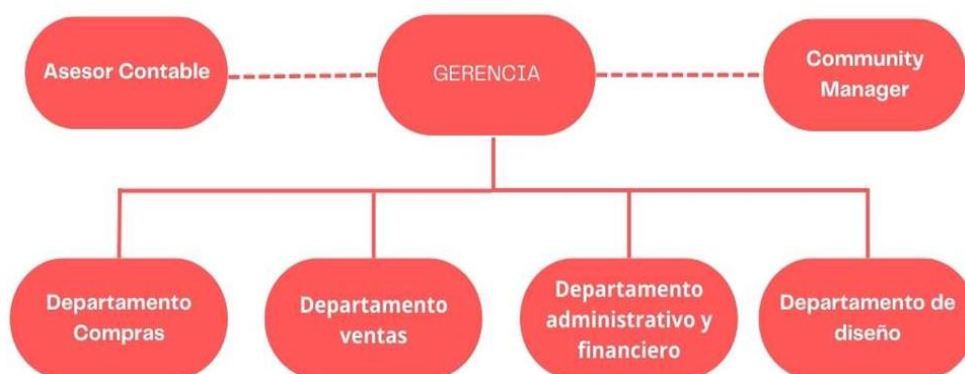 Asesor Contable
GERENCIA
Community
Manager
Departamento
Compras
Departamento
ventas
Departamento
administrativo y
financiero
Departamento de
diseño